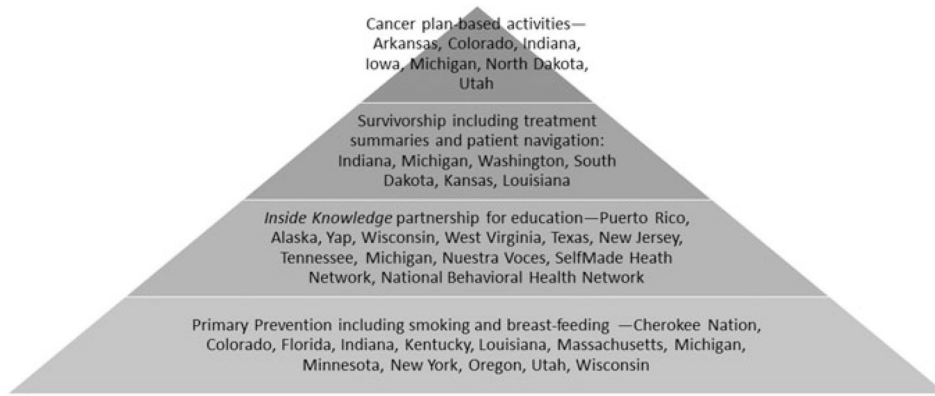 Cancer plan-based activities—
Arkansas, Colorado, Indiana,
Iowa, Michigan, North Dakota,
Utah
Survivorship including treatment
summaries and patient navigation:
Indiana, Michigan, Washington, South
Dakota, Kansas, Louisiana
Inside Knowledge partnership for education—Puerto Rico,
Alaska, Yap, Wisconsin, West Virginia, Texas, New Jersey,
Tennessee, Michigan, Nuestra Voces, SelfMade Heath
Network, National Behavioral Health Network
Primary Prevention including smoking and breast-feeding —Cherokee Nation,
Colorado, Florida, Indiana, Kentucky, Louisiana, Massachusetts, Michigan,
Minnesota, New York, Oregon, Utah, Wisconsin